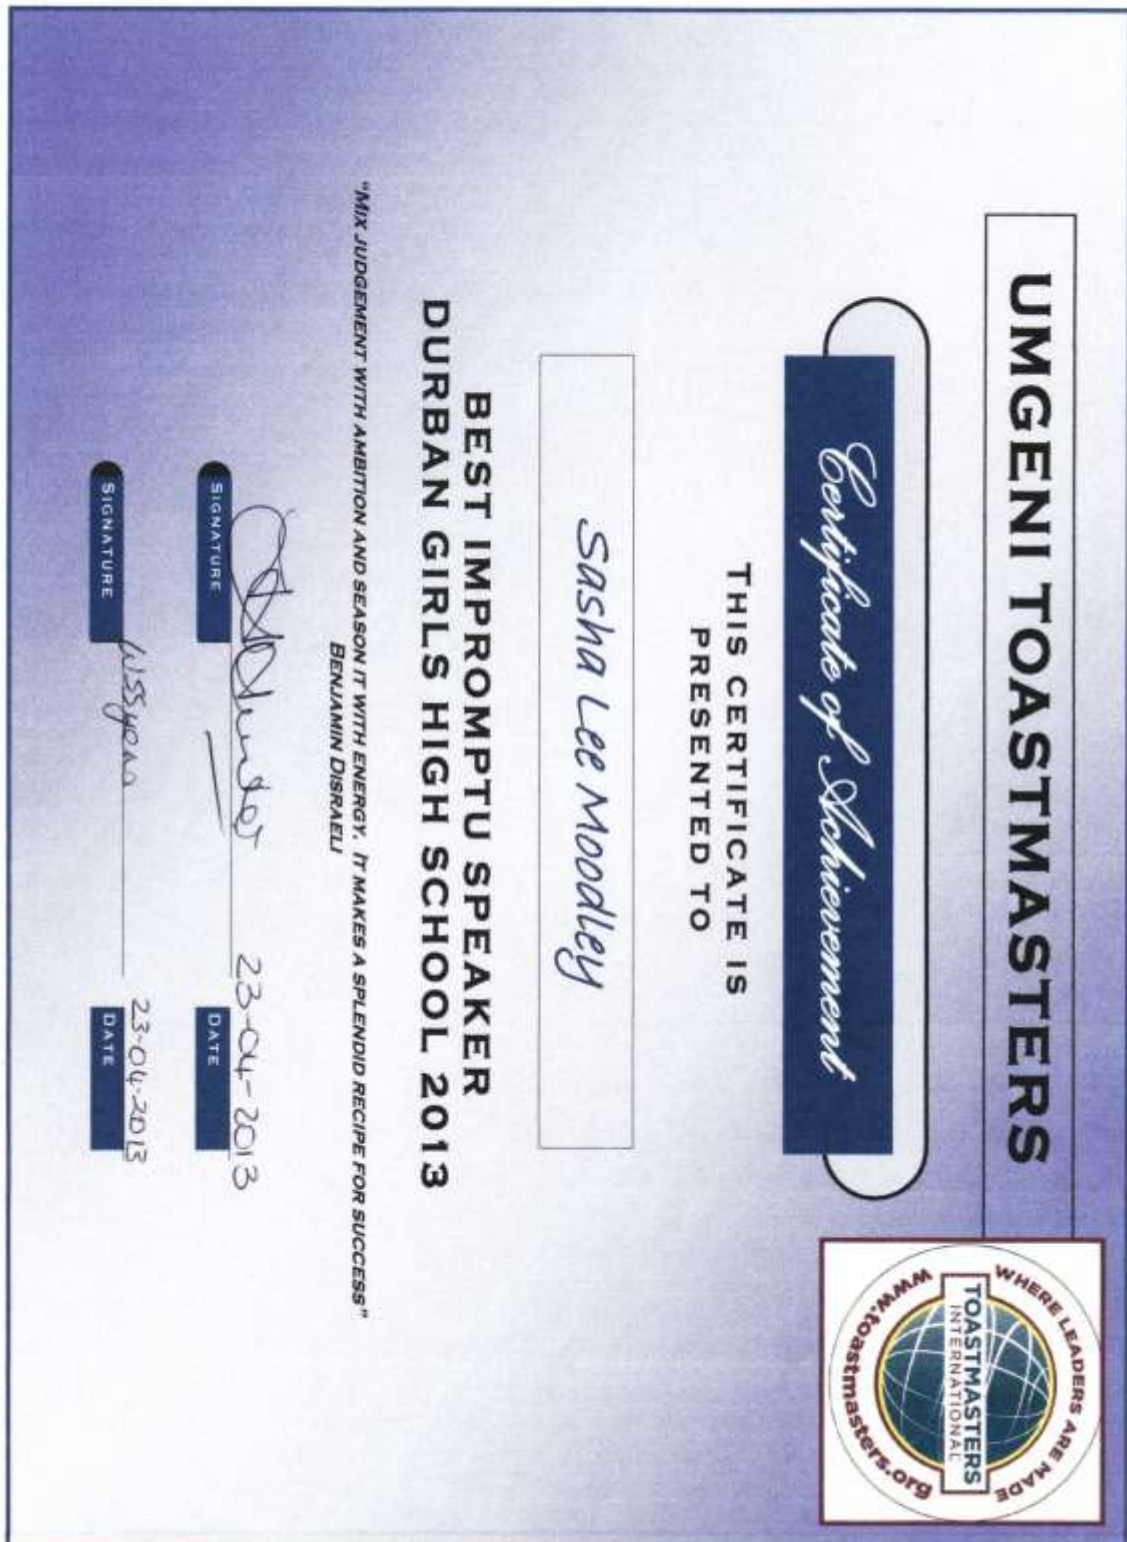 UMGENI TOASTMASTERS
WHERE LEADERS ARE MADE
TOASTMASTERS
INTERNATIONAL
www.toastmasters.org
Certificate of Achievement
THIS CERTIFICATE IS
PRESENTED TO
Sasha Lee Moodley
BEST IMPROMPTU SPEAKER
DURBAN GIRLS HIGH SCHOOL 2013
"MIX JUDGEMENT WITH AMBITION AND SEASON IT WITH ENERGY. IT MAKES A SPLENDID RECIPE FOR SUCCESS"
BENJAMIN DISRAELI
23-04-2013
SIGNATURE DATE
23-04-2013
SIGNATURE DATE